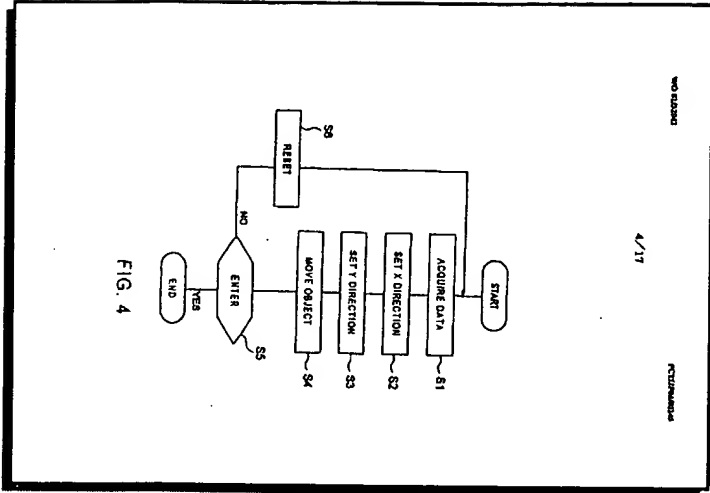 4/17
START
ACQUIRE DATA
S1
SET X DIRECTION
S2
SET Y DIRECTION
S3
MOVE OBJECT
S4
ENTER
S5
NO
RESET
S6
YES
END
FIG. 4